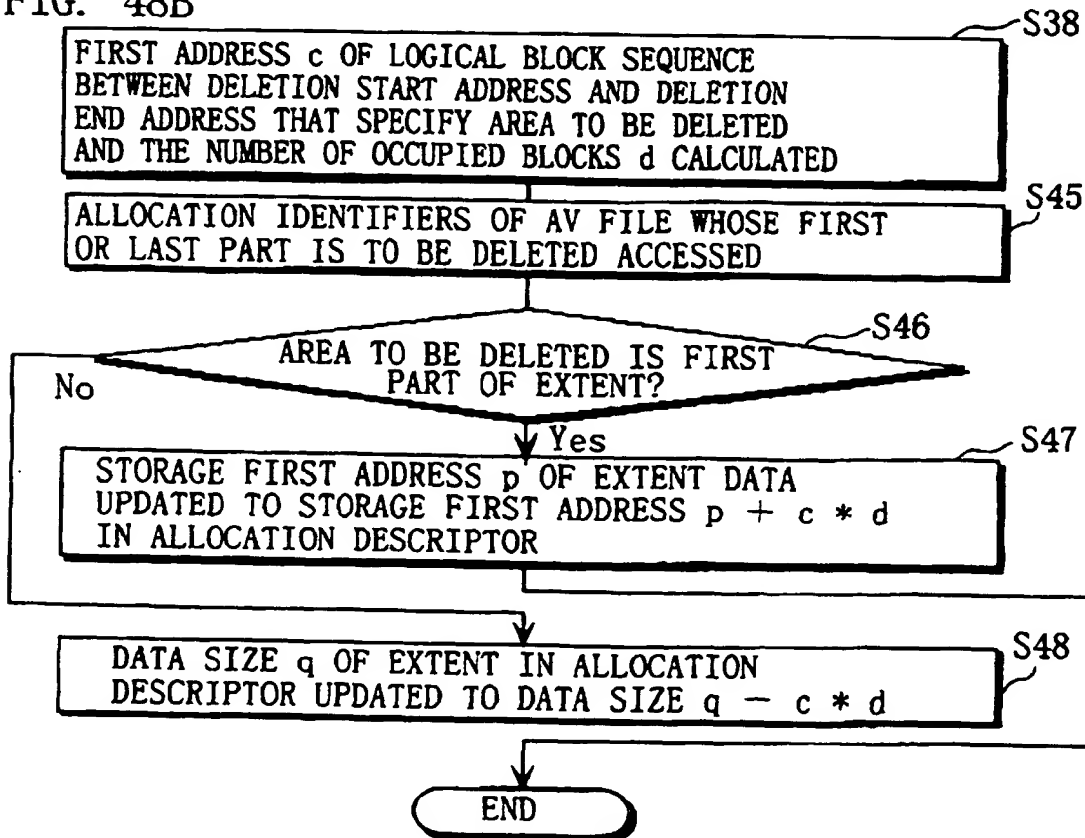 FIG. 48B
S38
FIRST ADDRESS c OF LOGICAL BLOCK SEQUENCE
BETWEEN DELETION START ADDRESS AND DELETION
END ADDRESS THAT SPECIFY AREA TO BE DELETED
AND THE NUMBER OF OCCUPIED BLOCKS d CALCULATED
S45
ALLOCATION IDENTIFIERS OF AV FILE WHOSE FIRST
OR LAST PART IS TO BE DELETED ACCESSED
S46
AREA TO BE DELETED IS FIRST
PART OF EXTENT?
No
Yes
S47
STORAGE FIRST ADDRESS p OF EXTENT DATA
UPDATED TO STORAGE FIRST ADDRESS p + c * d
IN ALLOCATION DESCRIPTOR
S48
DATA SIZE q OF EXTENT IN ALLOCATION
DESCRIPTOR UPDATED TO DATA SIZE q - c * d
END